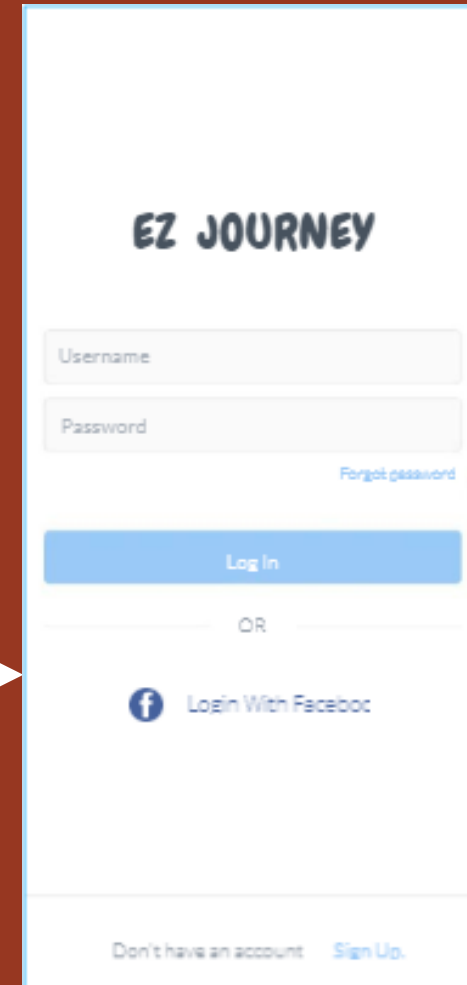 EZ JOURNEY
Username
Password
Forgot password
Log In
OR
Login With Faceboc
Don't have an account Sign Up.